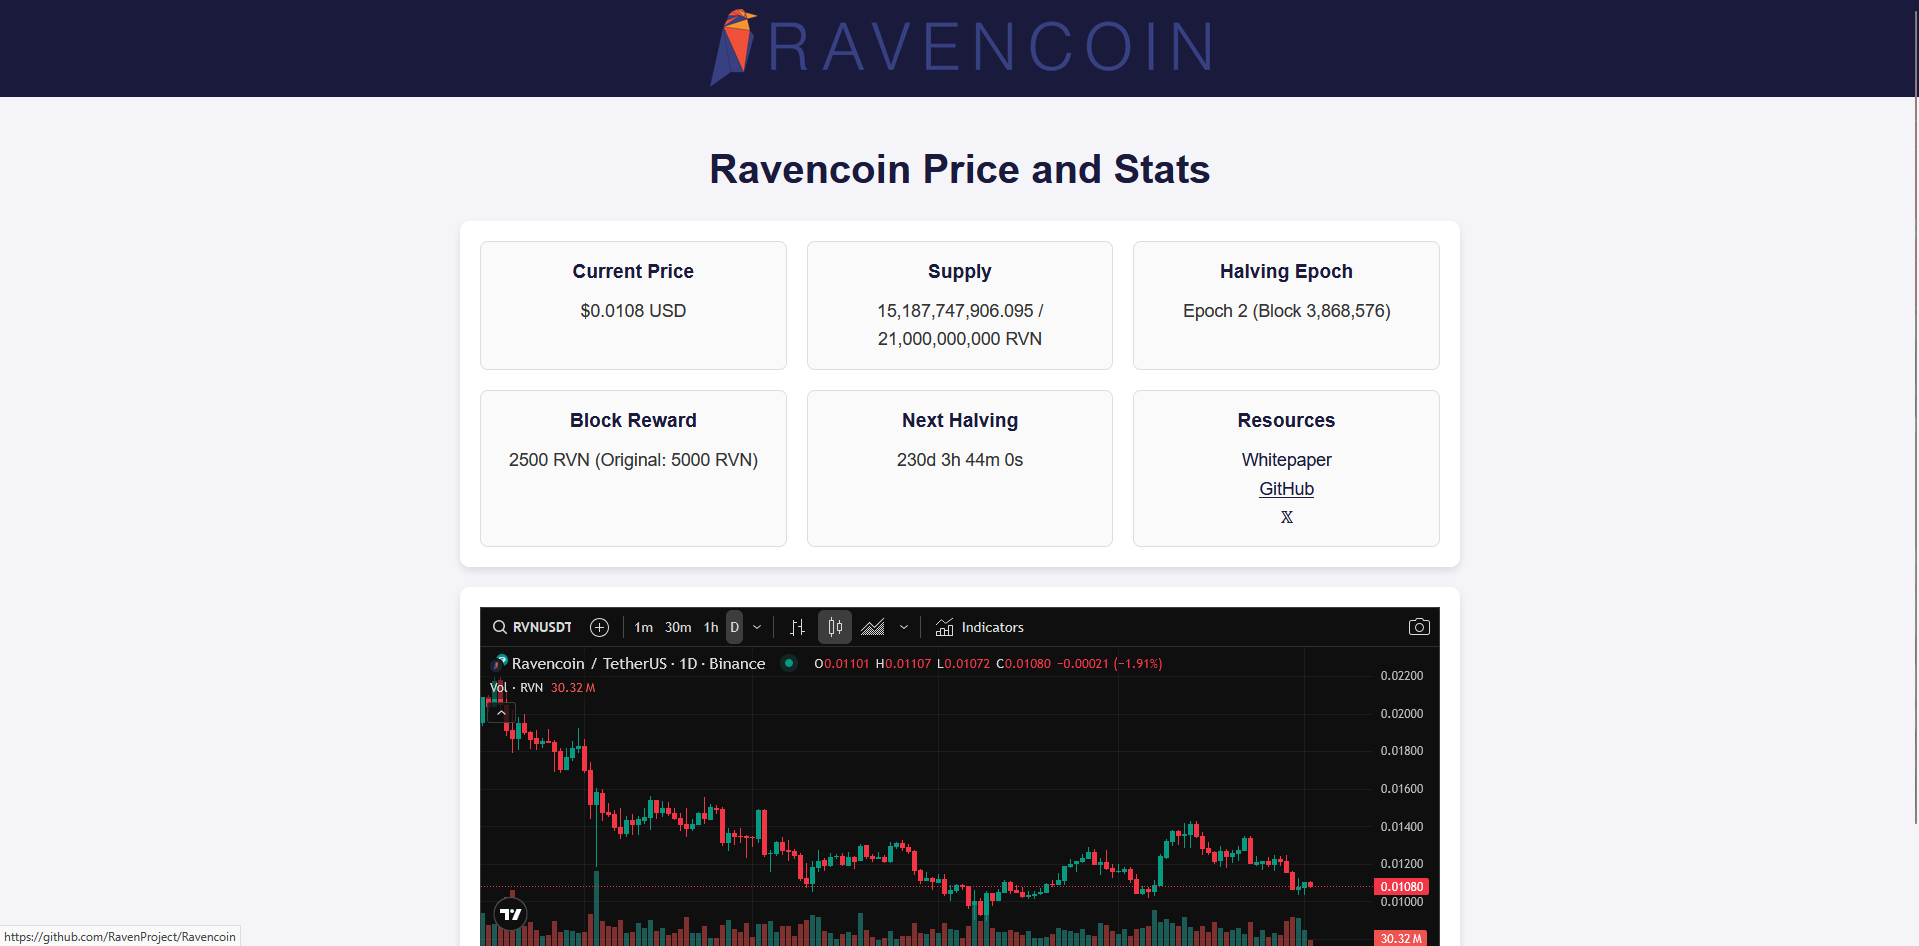 RAVENCOIN
Ravencoin Price and Stats
Current Price
$0.0108 USD
Supply
15,187,747,906.095 /
21,000,000,000 RVN
Halving Epoch
Epoch 2 (Block 3,868,576)
Block Reward
2500 RVN (Original: 5000 RVN)
Next Halving
230d 3h 44m 0s
Resources
Whitepaper
GitHub
𝕏
RVNUSDT 1m 30m 1h D Indicators
Ravencoin / TetherUS · 1D · Binance O0.01101 H0.01107 L0.01072 C0.01080 −0.00021 (−1.91%)
Vol · RVN 30.32 M
0.02200
0.02000
0.01800
0.01600
0.01400
0.01200
0.01080
0.01000
30.32 M
https://github.com/RavenProject/Ravencoin